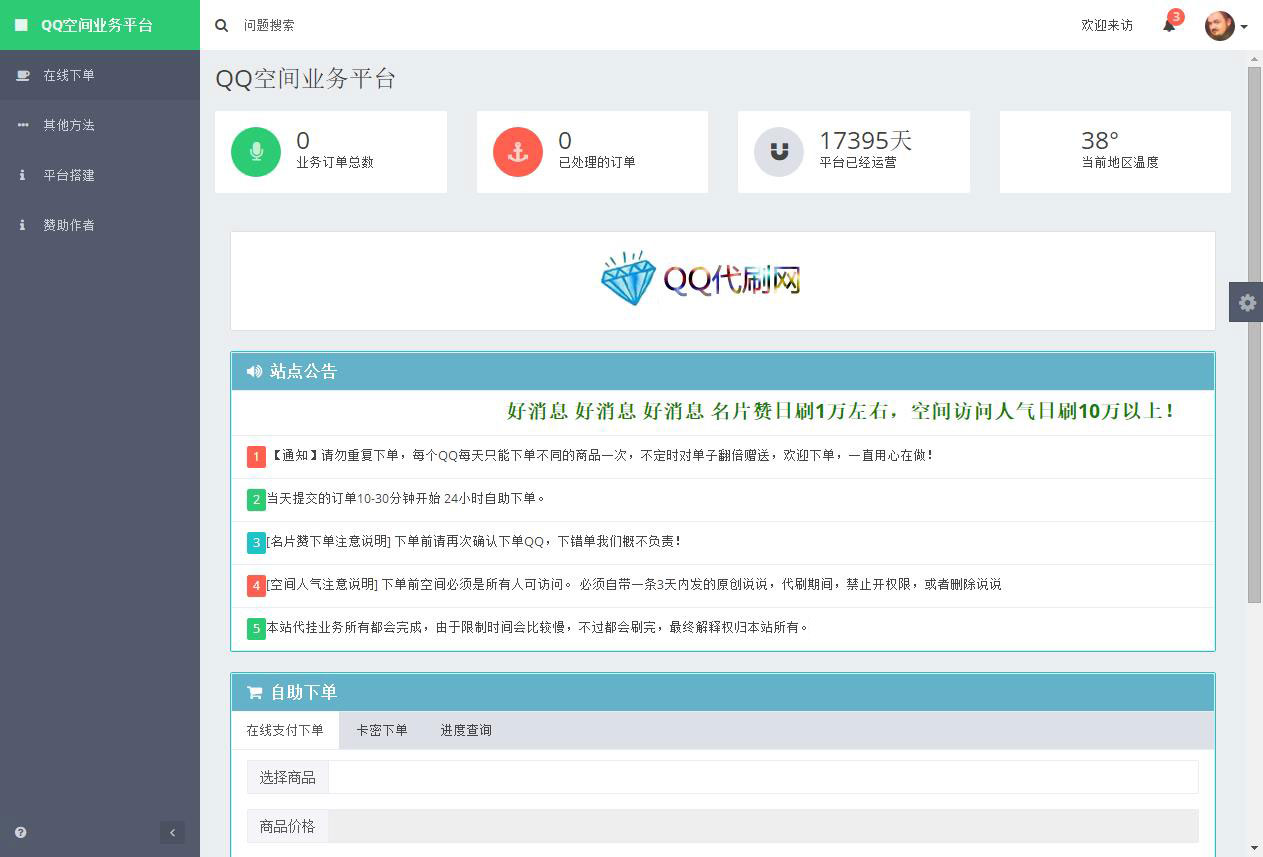 QQ空间业务平台
问题搜索
欢迎来访
3
在线下单
其他方法
平台搭建
赞助作者
QQ空间业务平台
0
业务订单总数
0
已处理的订单
17395天
平台已经运营
38°
当前地区温度
QQ代刷网
站点公告
好消息 好消息 好消息 名片赞日刷1万左右，空间访问人气日刷10万以上！
1【通知】请勿重复下单，每个QQ每天只能下单不同的商品一次，不定时对单子翻倍赠送，欢迎下单，一直用心在做！
2当天提交的订单10-30分钟开始 24小时自助下单。
3[名片赞下单注意说明] 下单前请再次确认下单QQ，下错单我们概不负责！
4[空间人气注意说明] 下单前空间必须是所有人可访问。 必须自带一条3天内发的原创说说，代刷期间，禁止开权限，或者删除说说
5本站代挂业务所有都会完成，由于限制时间会比较慢，不过都会刷完，最终解释权归本站所有。
自助下单
在线支付下单
卡密下单
进度查询
选择商品
商品价格